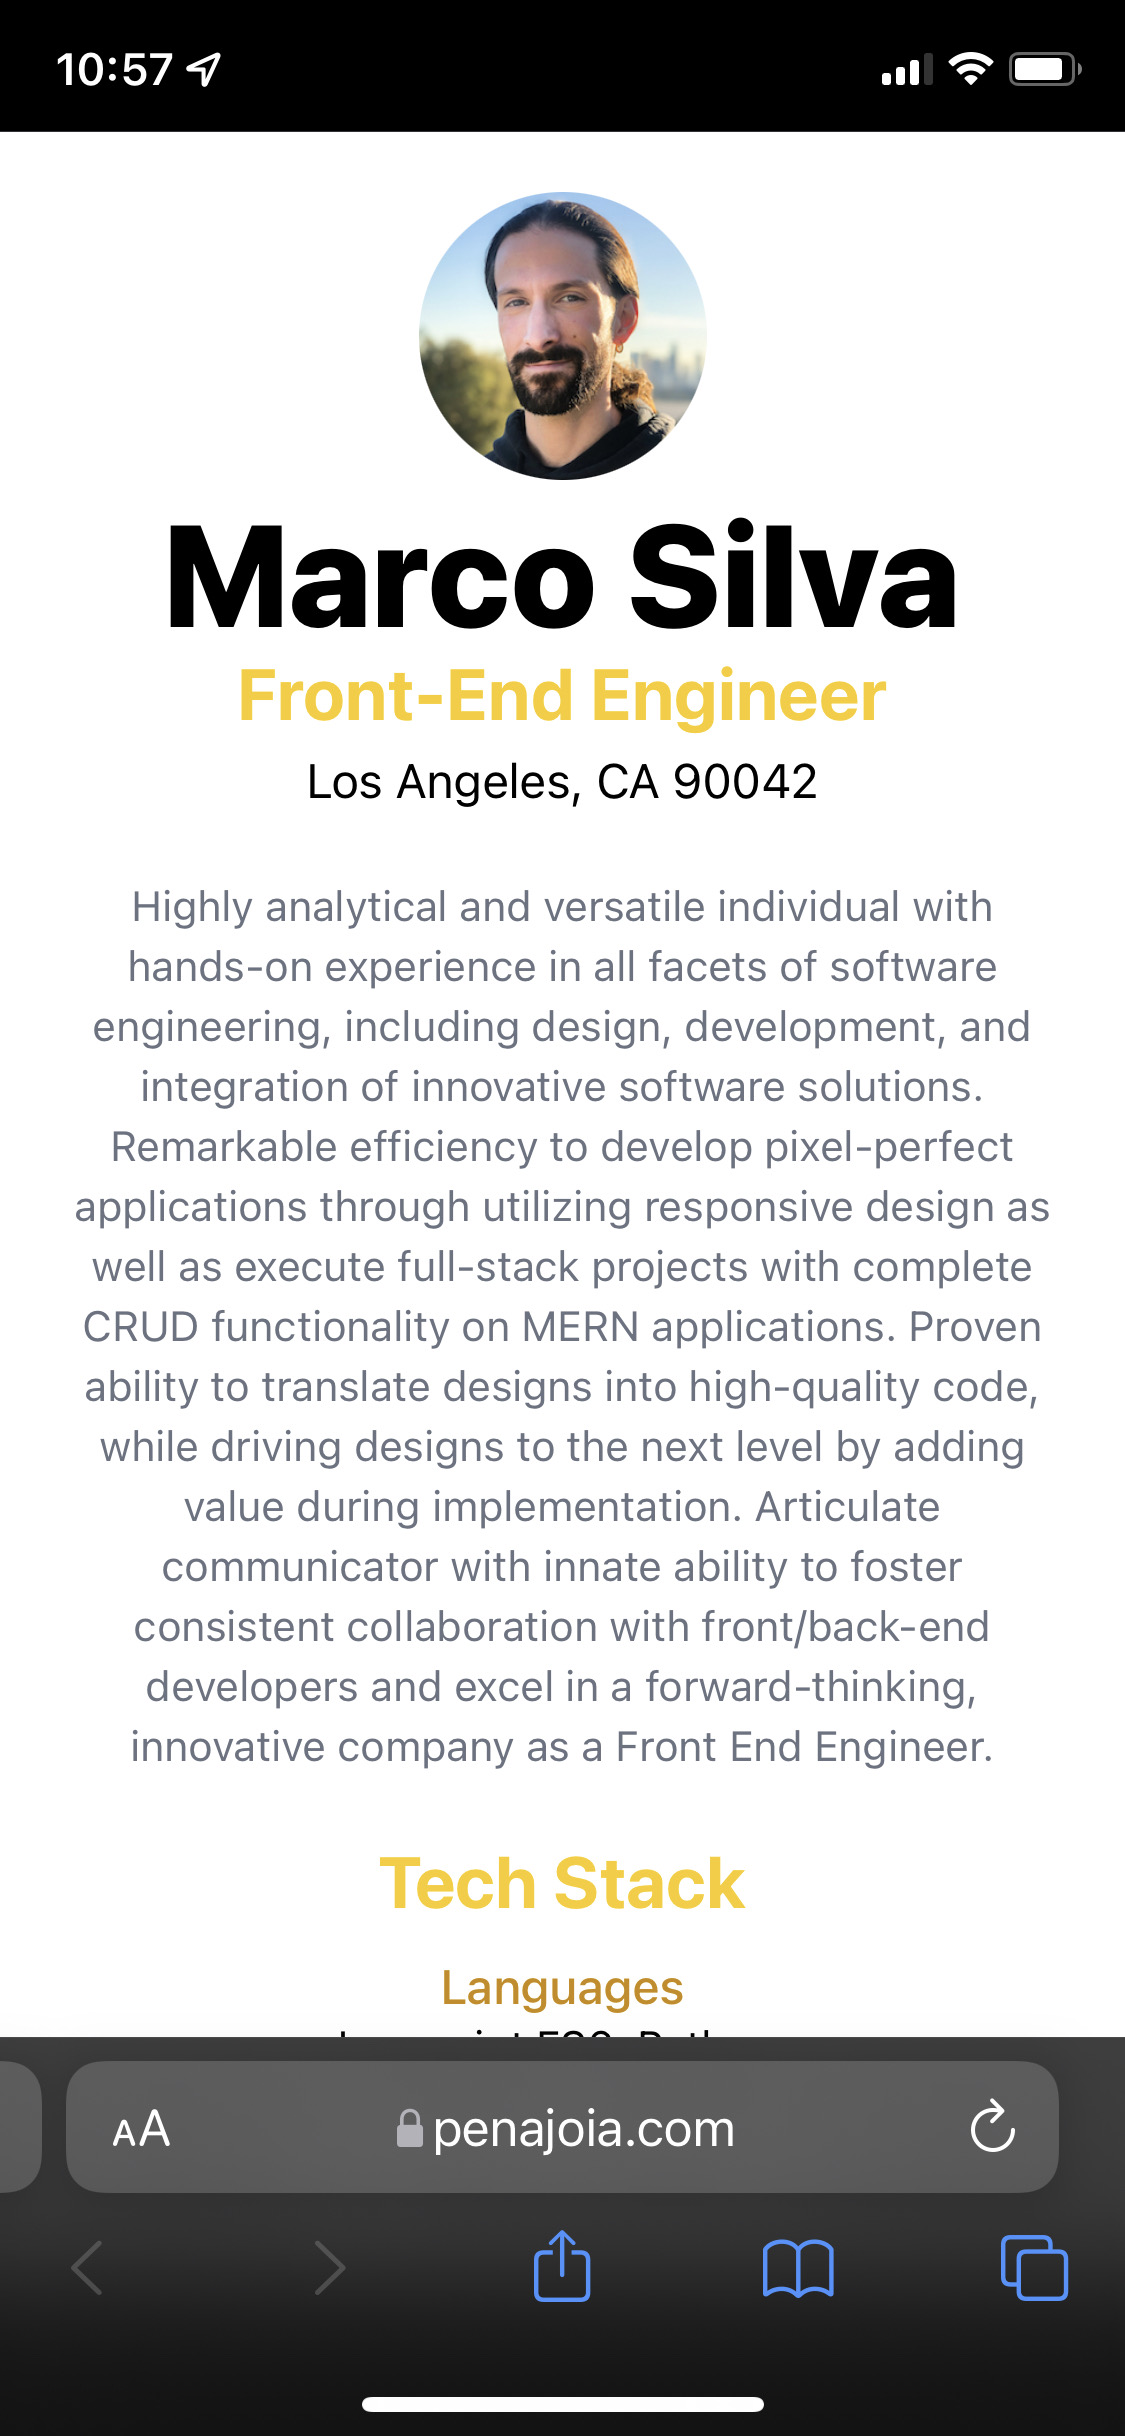 10:57
Marco Silva
Front-End Engineer
Los Angeles, CA 90042
Highly analytical and versatile individual with
hands-on experience in all facets of software
engineering, including design, development, and
integration of innovative software solutions.
Remarkable efficiency to develop pixel-perfect
applications through utilizing responsive design as
well as execute full-stack projects with complete
CRUD functionality on MERN applications. Proven
ability to translate designs into high-quality code,
while driving designs to the next level by adding
value during implementation. Articulate
communicator with innate ability to foster
consistent collaboration with front/back-end
developers and excel in a forward-thinking,
innovative company as a Front End Engineer.
Tech Stack
Languages
AA penajoia.com